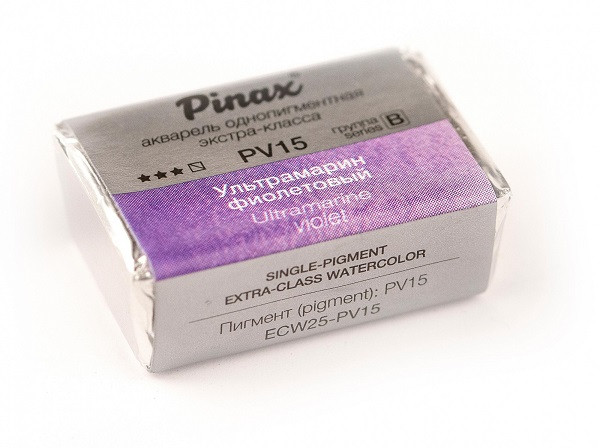 Pinax™
акварель однопигментная
экстра-класса
группа
series B
PV15
★★★
Ультрамарин
фиолетовый
Ultramarine
violet
SINGLE-PIGMENT
EXTRA-CLASS WATERCOLOR
Пигмент (pigment): PV15
ECW25-PV15